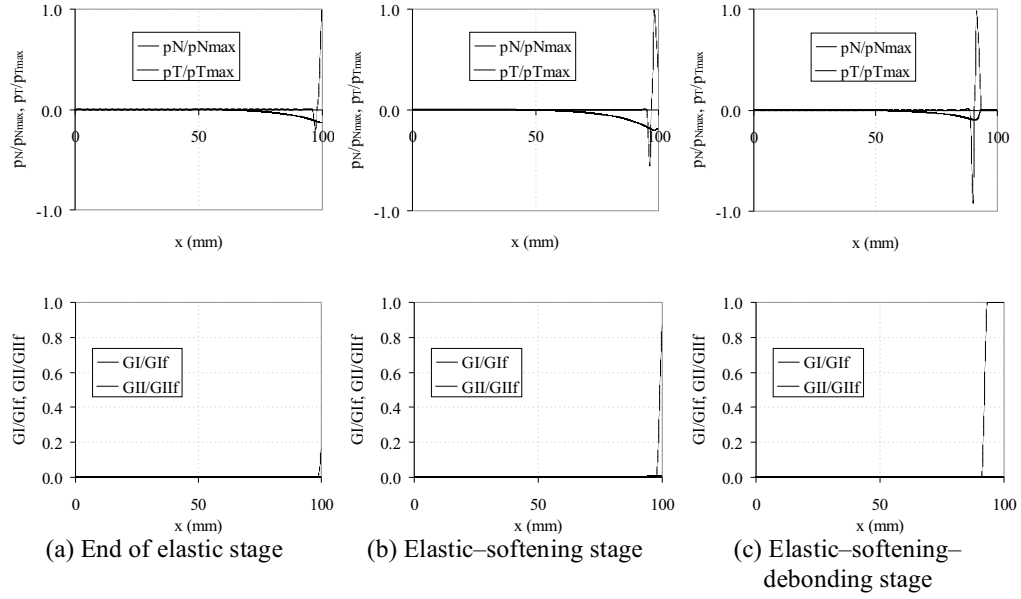 1.0
0.0
-1.0
0
50
100
pN/pNmax
pT/pTmax
pN/pNmax, pT/pTmax
x (mm)
1.0
0.0
-1.0
0
50
100
pN/pNmax
pT/pTmax
pN/pNmax, pT/pTmax
x (mm)
1.0
0.0
-1.0
0
50
100
pN/pNmax
pT/pTmax
pN/pNmax, pT/pTmax
x (mm)
1.0
0.8
0.6
0.4
0.2
0.0
0
50
100
GI/GIf
GII/GIIf
GI/GIf, GII/GIIf
x (mm)
(a) End of elastic stage
1.0
0.8
0.6
0.4
0.2
0.0
0
50
100
GI/GIf
GII/GIIf
GI/GIf, GII/GIIf
x (mm)
(b) Elastic–softening stage
1.0
0.8
0.6
0.4
0.2
0.0
0
50
100
GI/GIf
GII/GIIf
GI/GIf, GII/GIIf
x (mm)
(c) Elastic–softening–
debonding stage